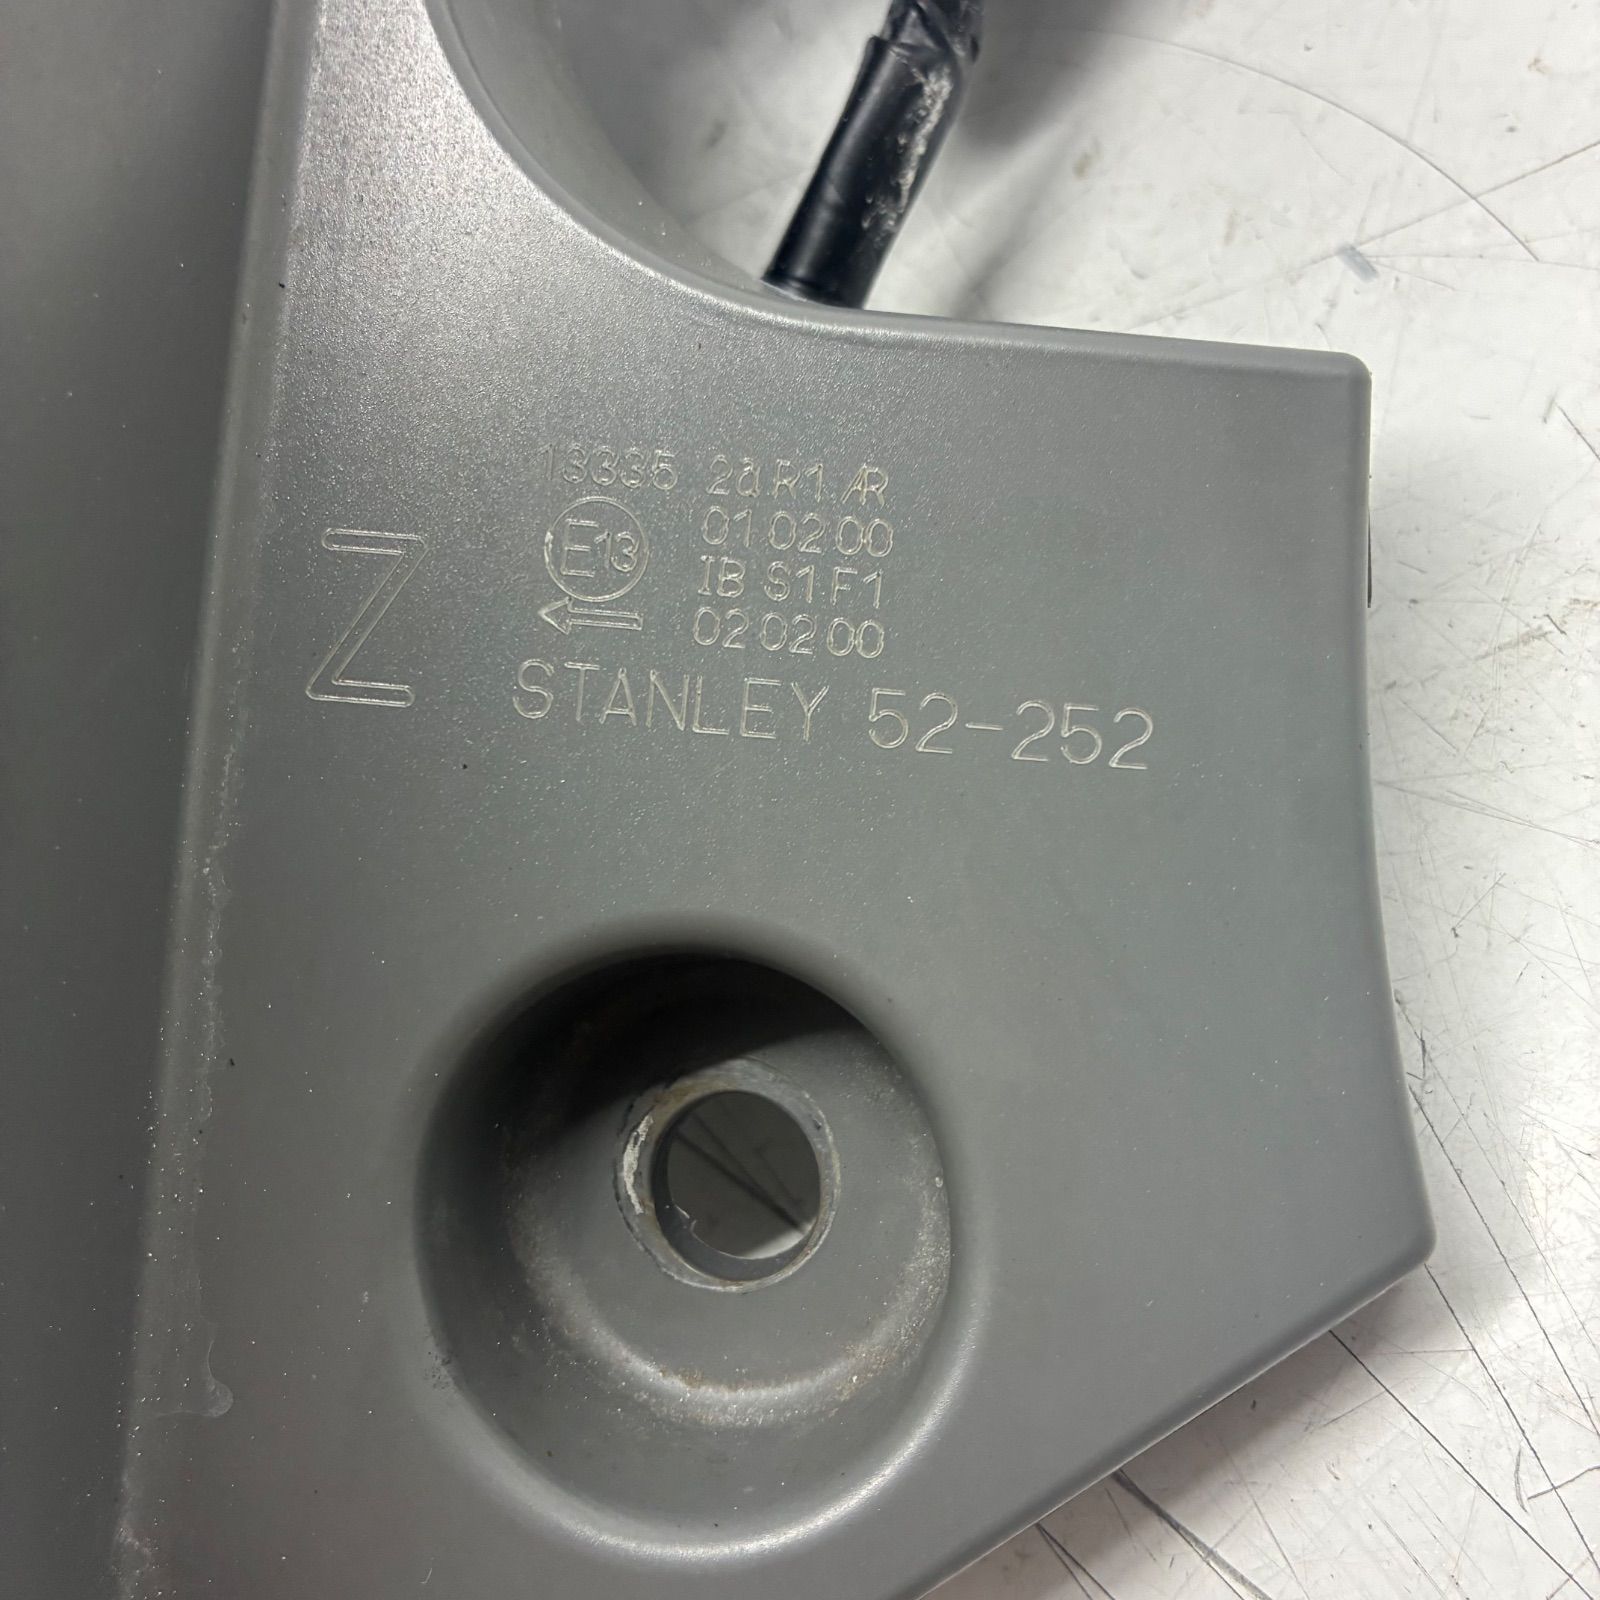 13335 2a R1 AR
E13 01 02 00
IB S1 F1
02 02 00
Z
STANLEY 52-252